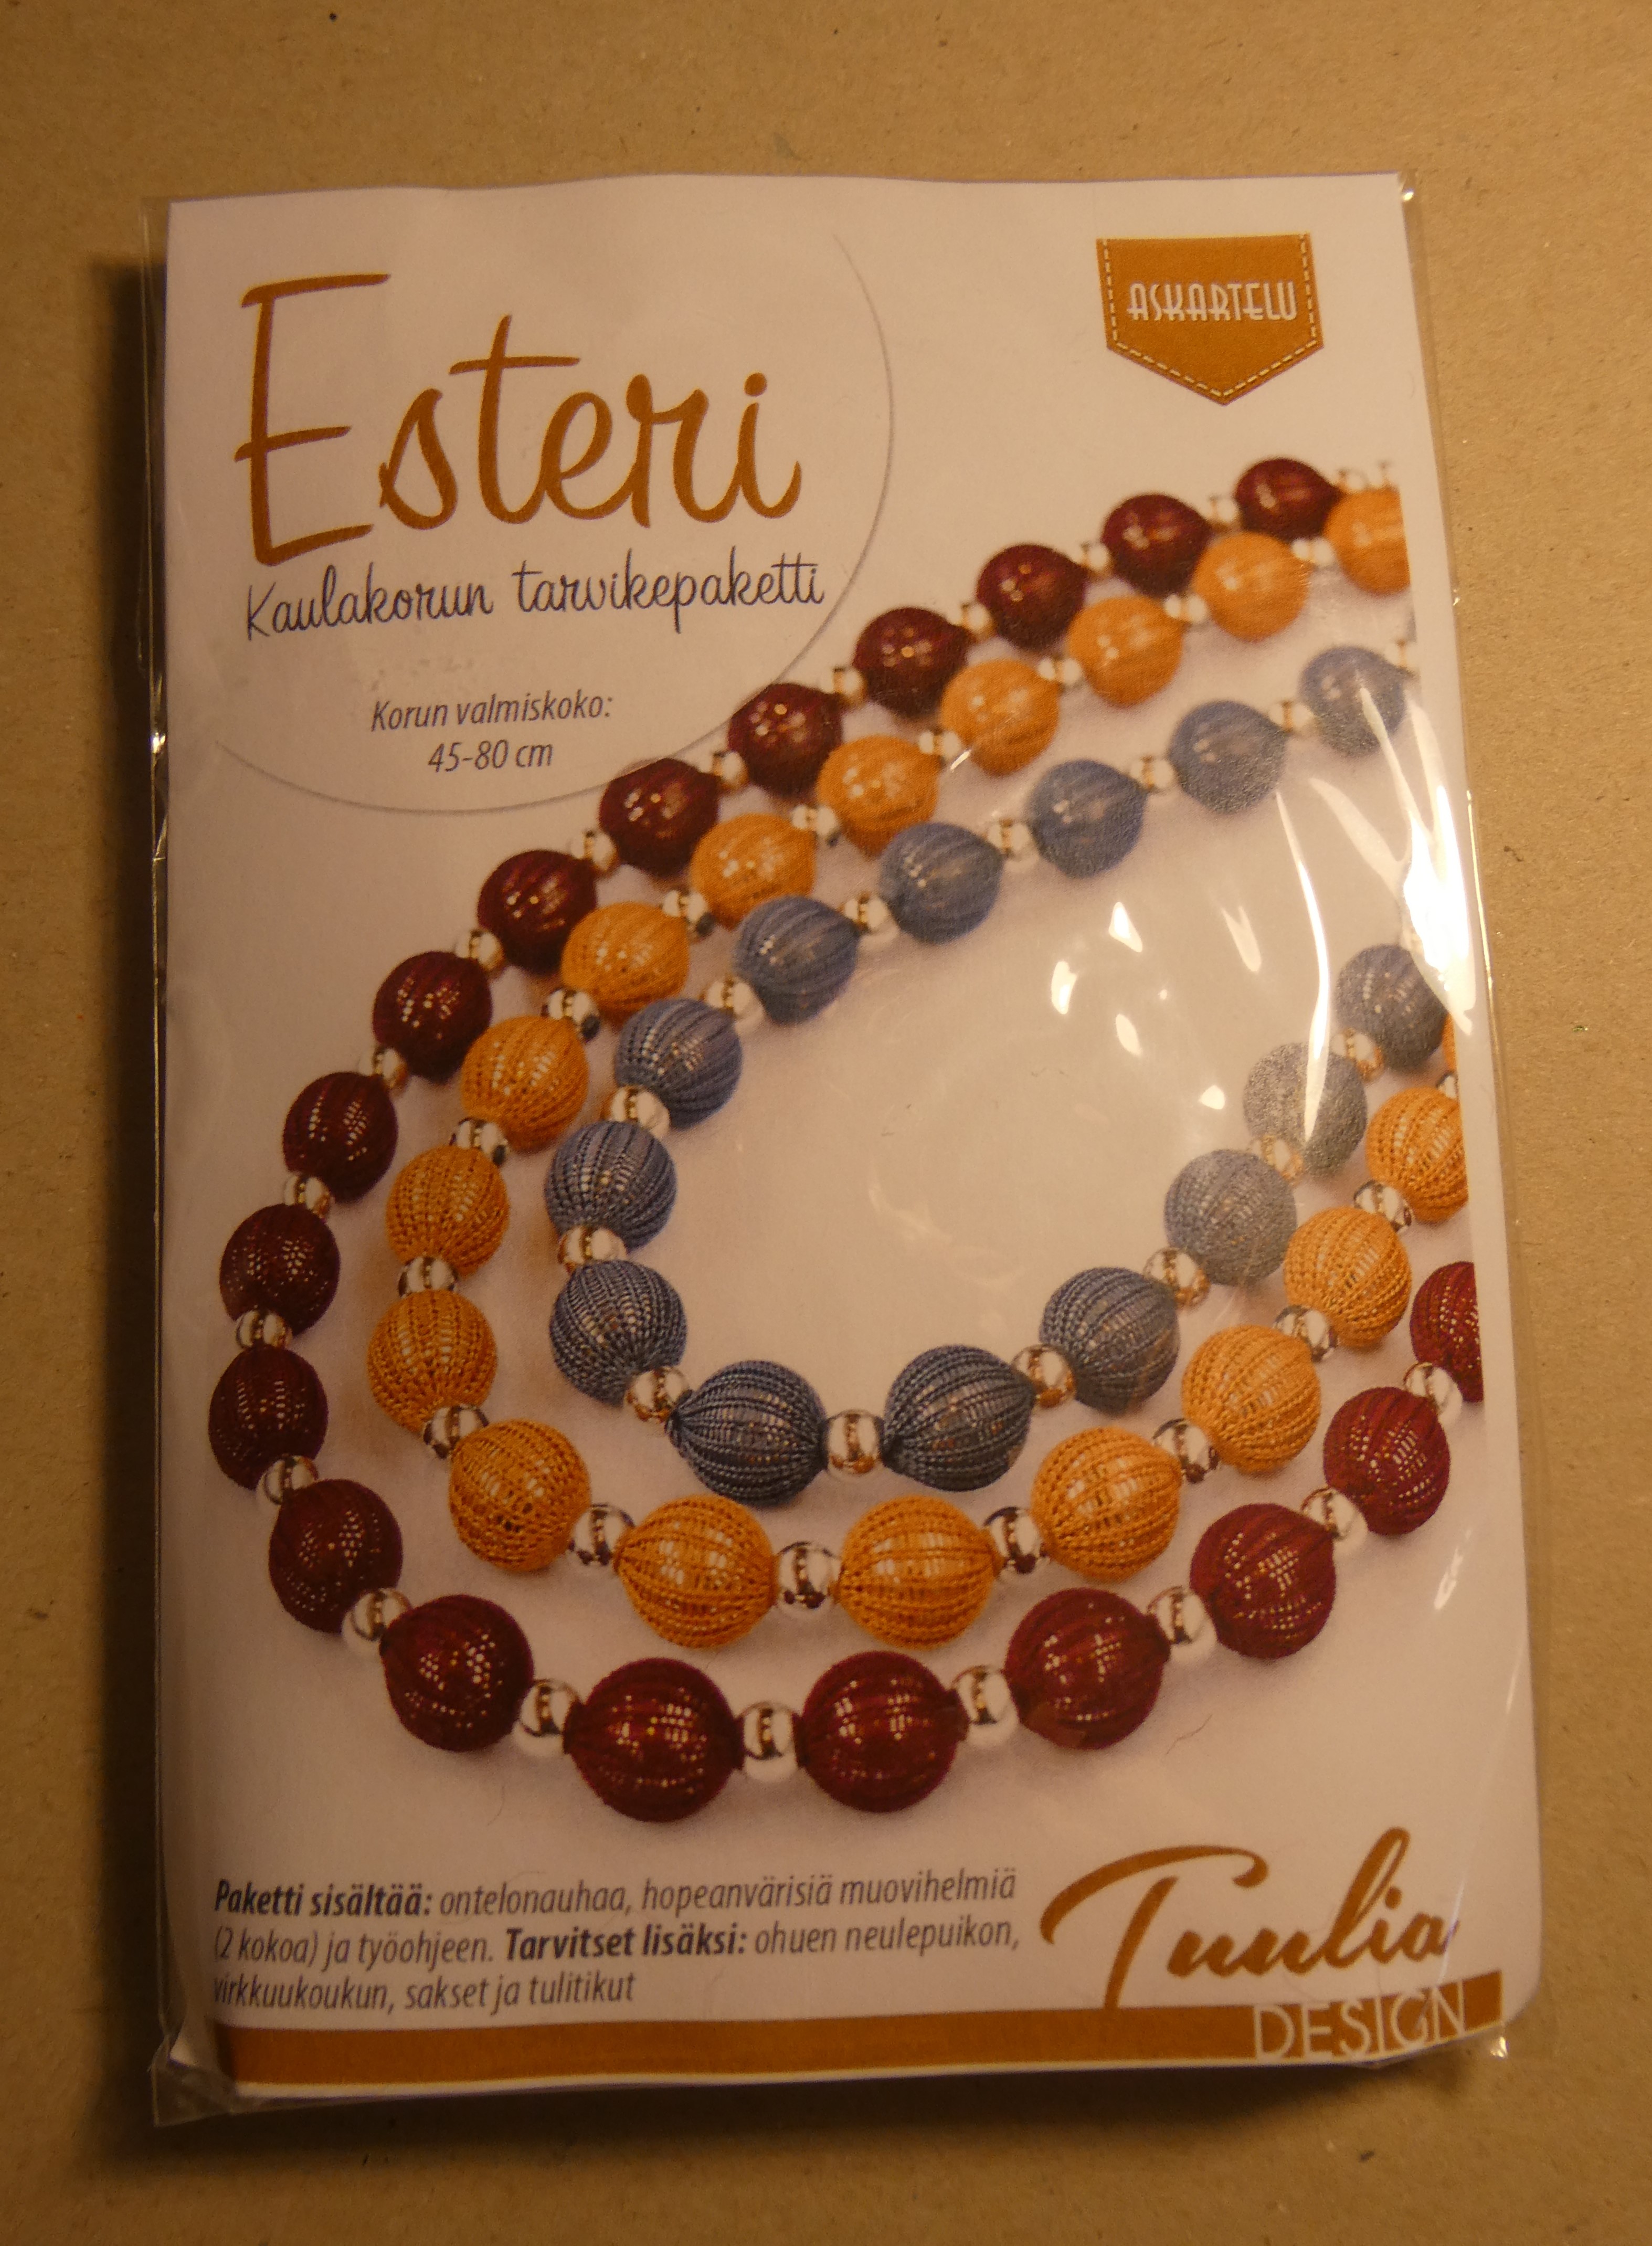 Esteri
Kaulakorun tarvikepaketti
Korun valmiskoko:
45-80 cm
ASKARTELU
Paketti sisältää: ontelonauhaa, hopeanvärisiä muovihelmiä
(2 kokoa) ja työohjeen. Tarvitset lisäksi: ohuen neulepuikon,
virkkuukoukun, sakset ja tulitikut
Tuulia
DESIGN